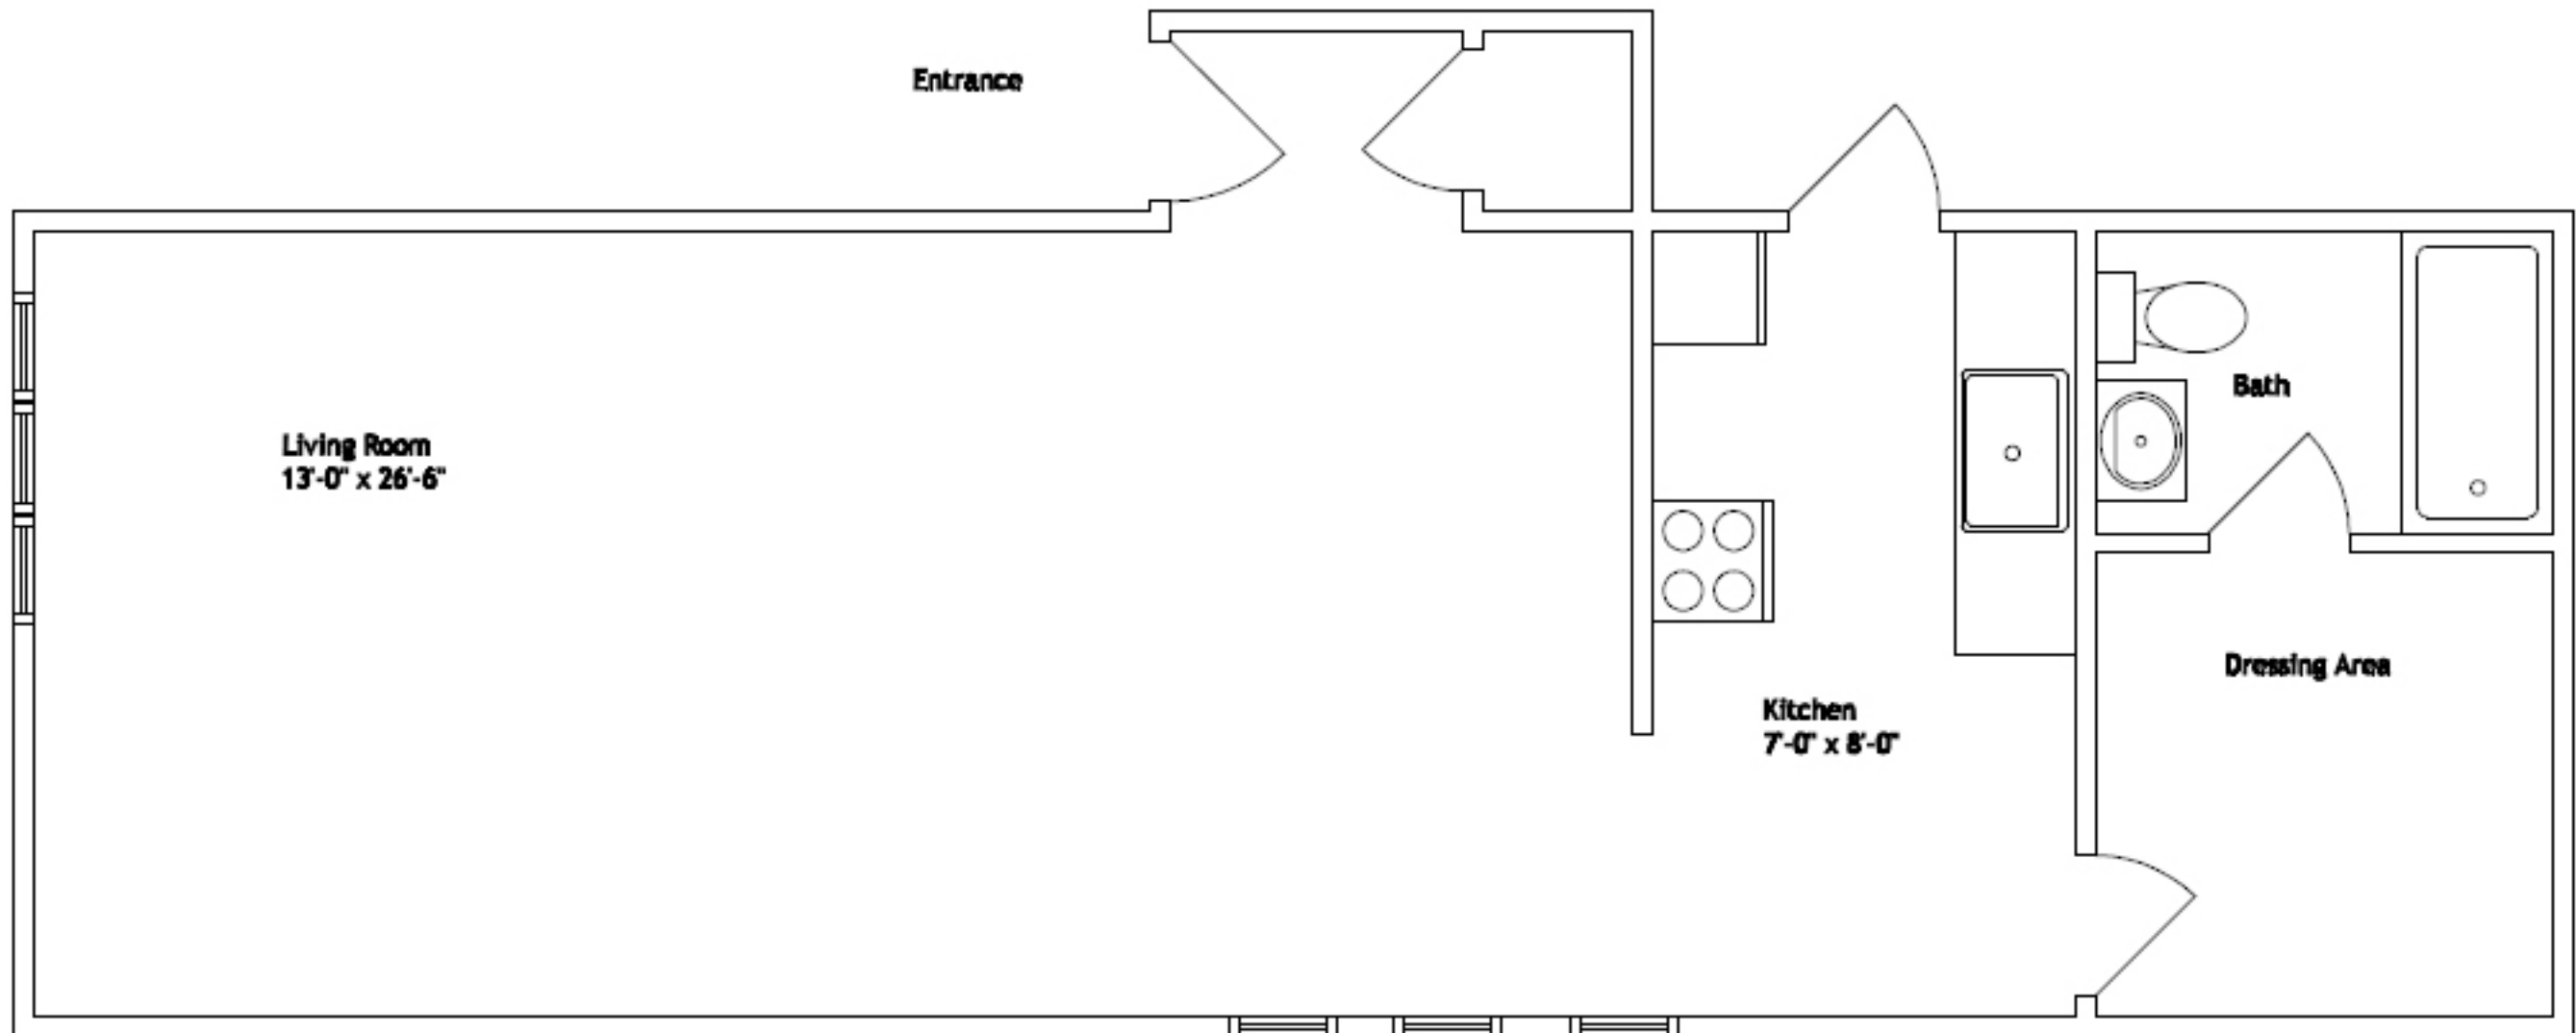 Entrance
Living Room
13'-0" x 26'-6"
Bath
Dressing Area
Kitchen
7'-0" x 8'-0"